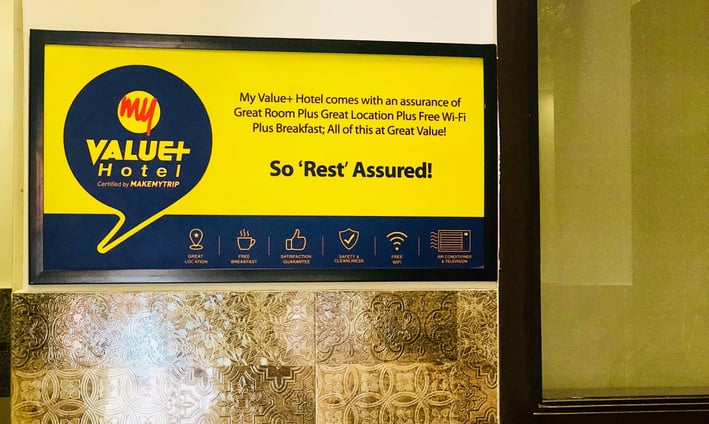 my
VALUE+
Hotel
Certified by MAKEMYTRIP
My Value+ Hotel comes with an assurance of
Great Room Plus Great Location Plus Free Wi-Fi
Plus Breakfast; All of this at Great Value!
So ‘Rest’ Assured!
GREAT
LOCATION
FREE
BREAKFAST
SATISFACTION
GUARANTEE
SAFETY &
CLEANLINESS
FREE
WIFI
AIR CONDITIONER
& TELEVISION